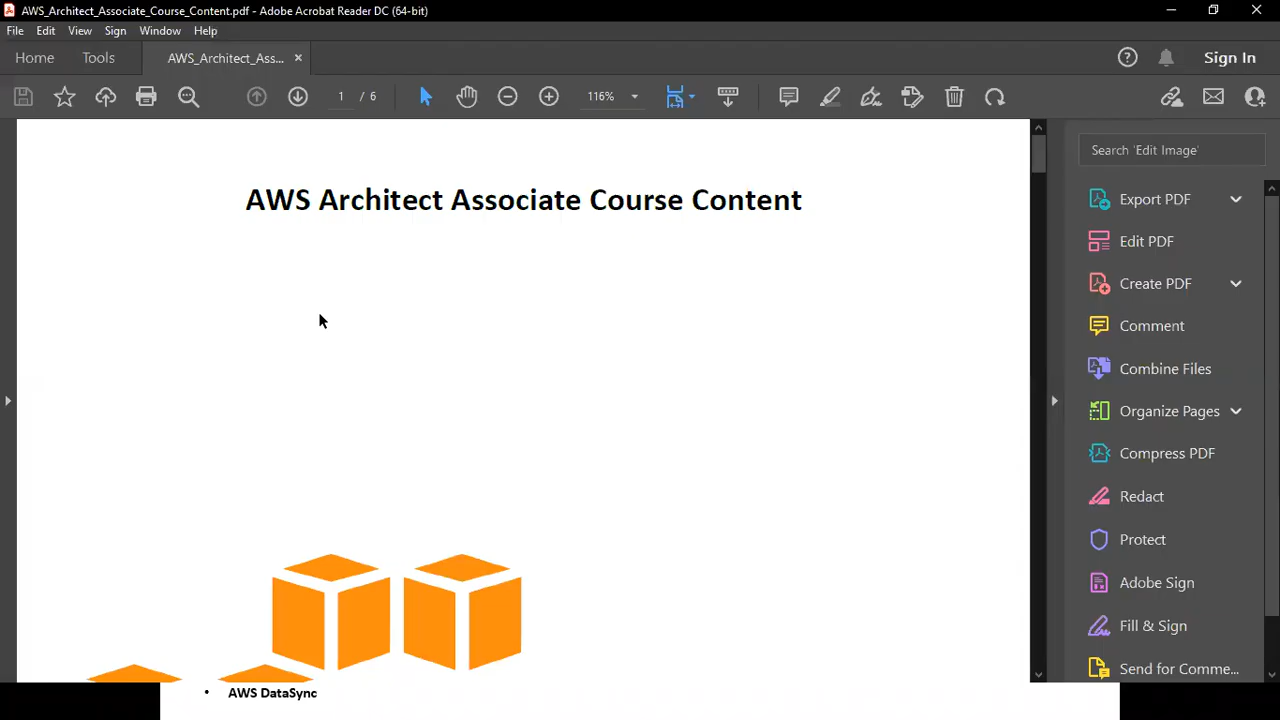 AWS_Architect_Associate_Course_Content.pdf - Adobe Acrobat Reader DC (64-bit)
File Edit View Sign Window Help
Home Tools AWS_Architect_Ass... Sign In
1 / 6 116%
AWS Architect Associate Course Content
Search 'Edit Image'
Export PDF
Edit PDF
Create PDF
Comment
Combine Files
Organize Pages
Compress PDF
Redact
Protect
Adobe Sign
Fill & Sign
Send for Comme...
• AWS DataSync